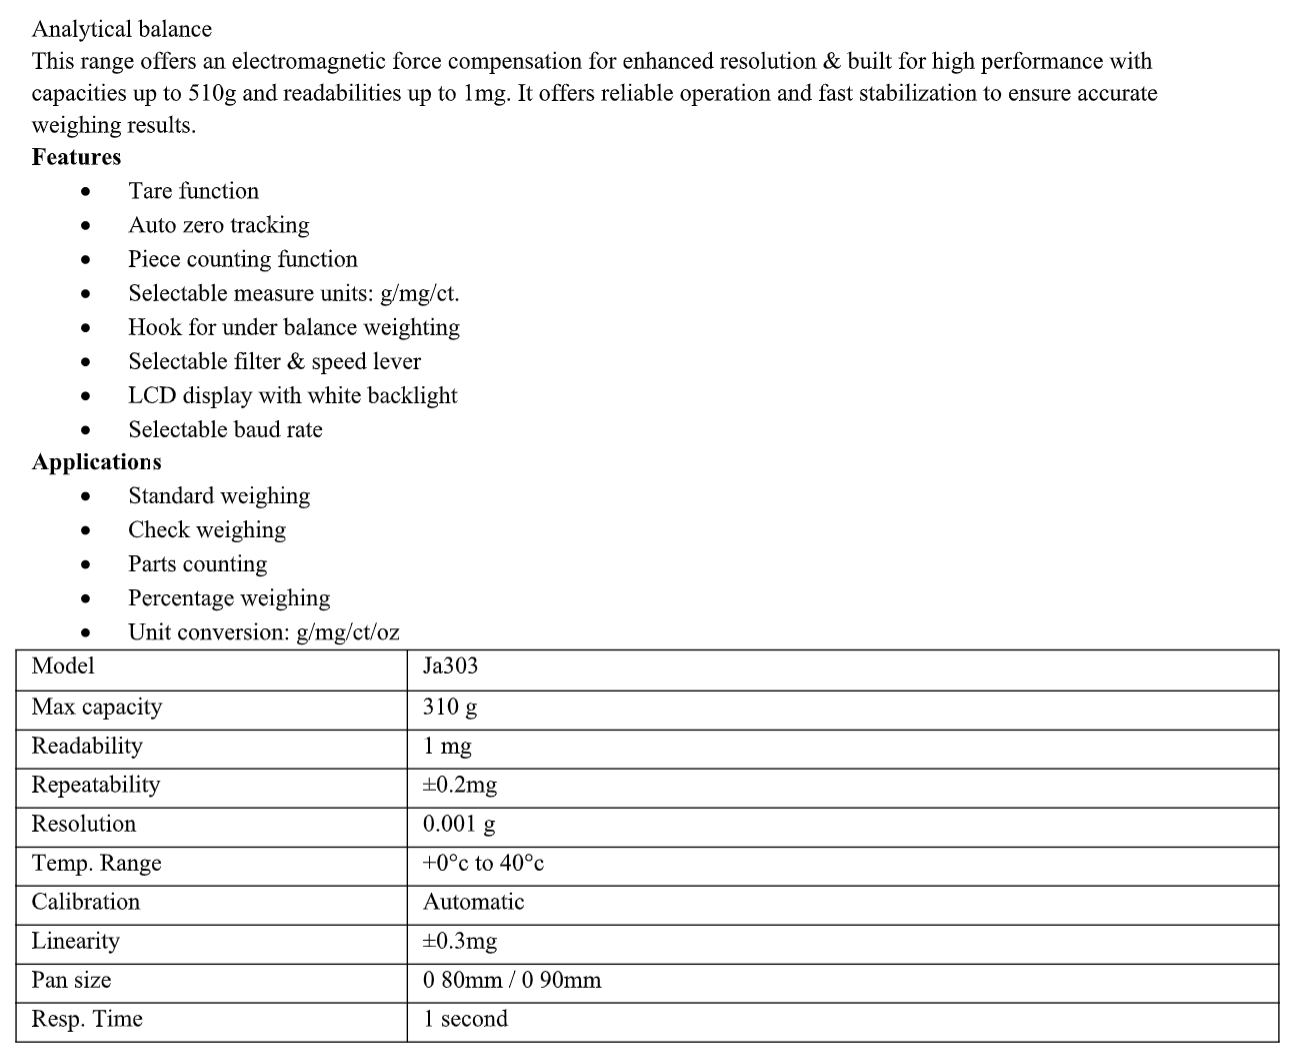 Analytical balance
This range offers an electromagnetic force compensation for enhanced resolution & built for high performance with
capacities up to 510g and readabilities up to 1mg. It offers reliable operation and fast stabilization to ensure accurate
weighing results.
Features
• Tare function
• Auto zero tracking
• Piece counting function
• Selectable measure units: g/mg/ct.
• Hook for under balance weighting
• Selectable filter & speed lever
• LCD display with white backlight
• Selectable baud rate
Applications
• Standard weighing
• Check weighing
• Parts counting
• Percentage weighing
• Unit conversion: g/mg/ct/oz
Model Ja303
Max capacity 310 g
Readability 1 mg
Repeatability ±0.2mg
Resolution 0.001 g
Temp. Range +0°c to 40°c
Calibration Automatic
Linearity ±0.3mg
Pan size 0 80mm / 0 90mm
Resp. Time 1 second